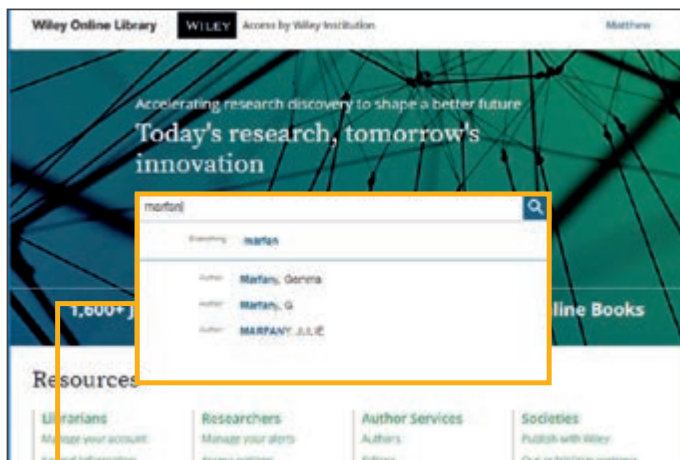 Wiley Online Library WILEY Access by Wiley Institution Matthew
Accelerating research discovery to shape a better future
Today's research, tomorrow's
innovation
marfan
Everything marfan
Author Marfany, Gemma
Author Marfany, G
Author MARFANY, JULIE
1,600+ J line Books
Resources
Librarians Researchers Author Services Societies
Manage your account Manage your alerts Authors Publish with Wiley